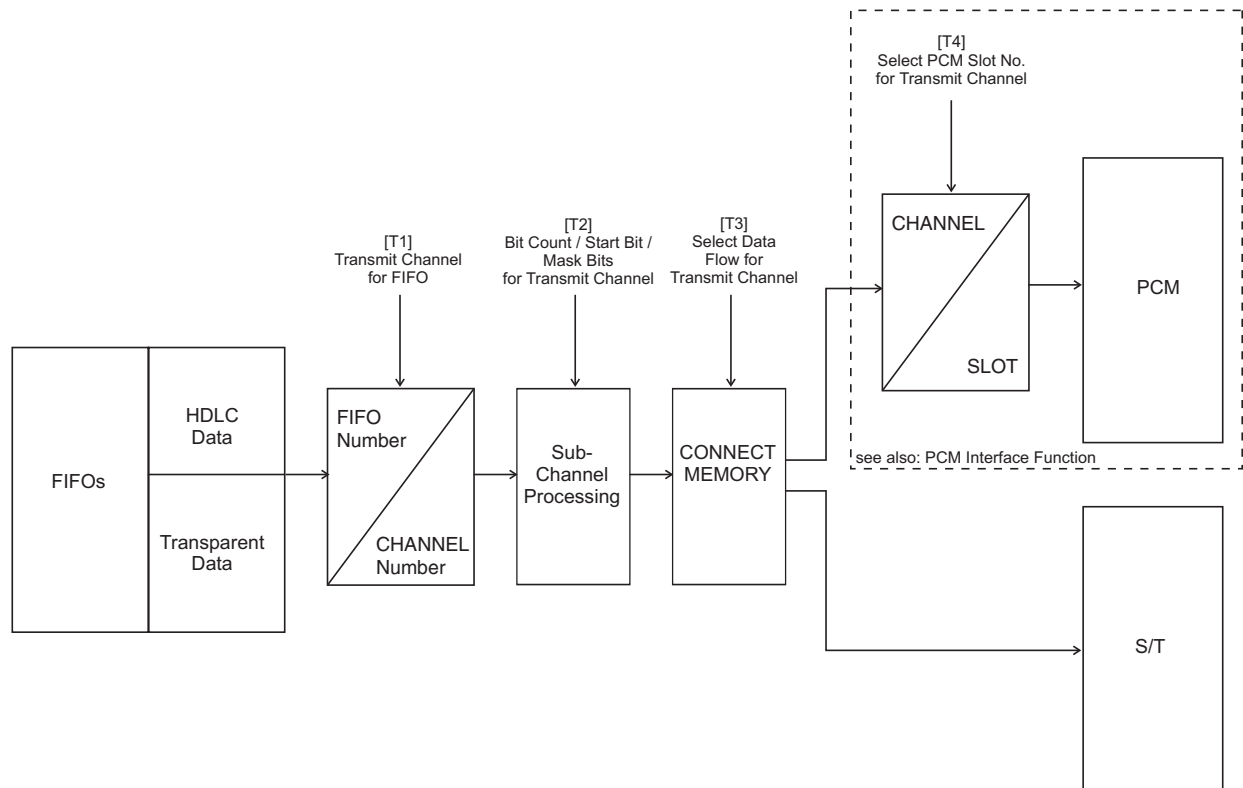 [T4]
Select PCM Slot No.
for Transmit Channel
CHANNEL
SLOT
PCM
see also: PCM Interface Function
[T1]
Transmit Channel
for FIFO
[T2]
Bit Count / Start Bit /
Mask Bits
for Transmit Channel
[T3]
Select Data
Flow for
Transmit Channel
FIFOs
HDLC
Data
Transparent
Data
FIFO
Number
CHANNEL
Number
Sub-
Channel
Processing
CONNECT
MEMORY
S/T